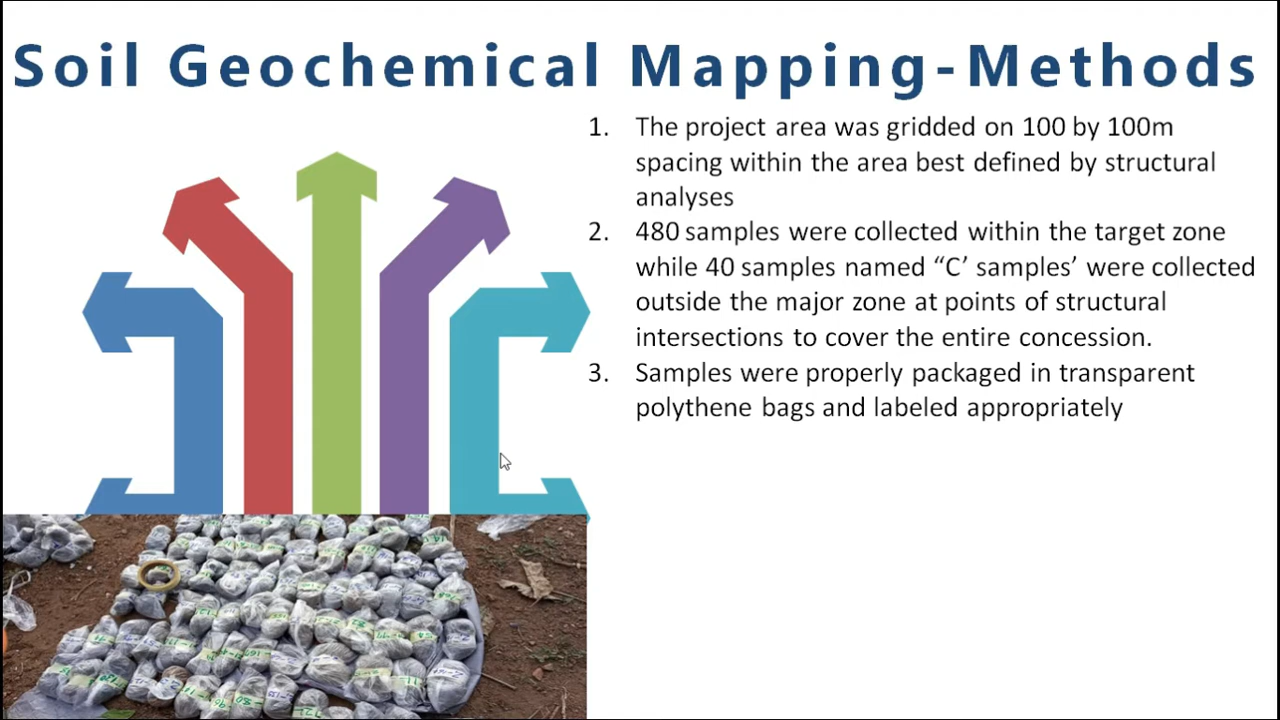 Soil Geochemical Mapping-Methods
1. The project area was gridded on 100 by 100m
spacing within the area best defined by structural
analyses
2. 480 samples were collected within the target zone
while 40 samples named “C’ samples’ were collected
outside the major zone at points of structural
intersections to cover the entire concession.
3. Samples were properly packaged in transparent
polythene bags and labeled appropriately